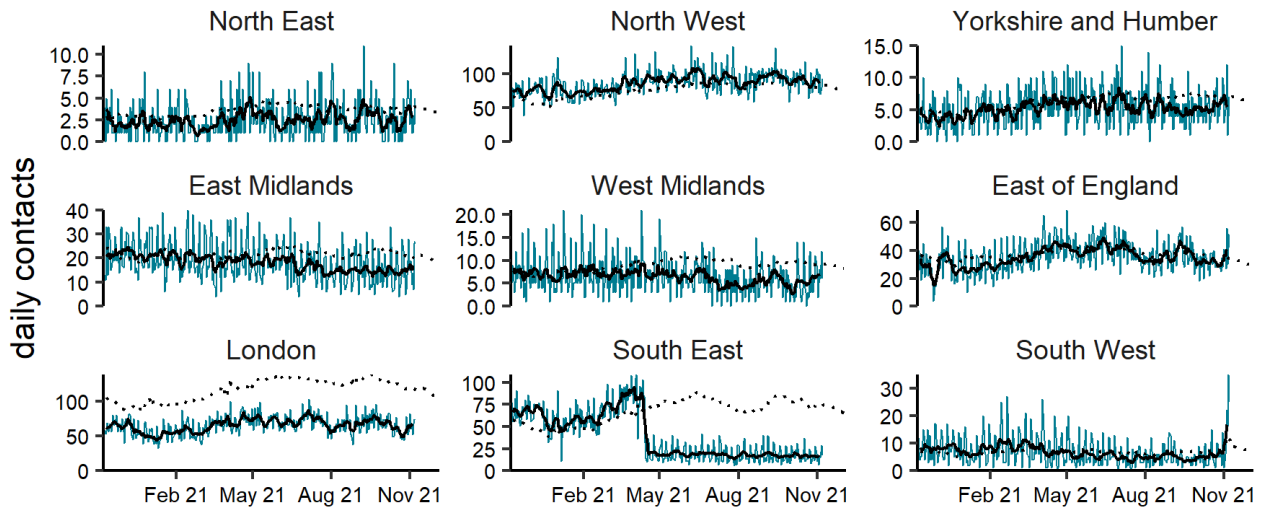 North East
North West
Yorkshire and Humber
10.0
7.5
5.0
2.5
0.0
100
50
0
15.0
10.0
5.0
0.0
daily contacts
East Midlands
West Midlands
East of England
40
30
20
10
0
20.0
15.0
10.0
5.0
0.0
60
40
20
0
London
South East
South West
100
50
0
100
75
50
25
0
30
20
10
0
Feb 21 May 21 Aug 21 Nov 21
Feb 21 May 21 Aug 21 Nov 21
Feb 21 May 21 Aug 21 Nov 21